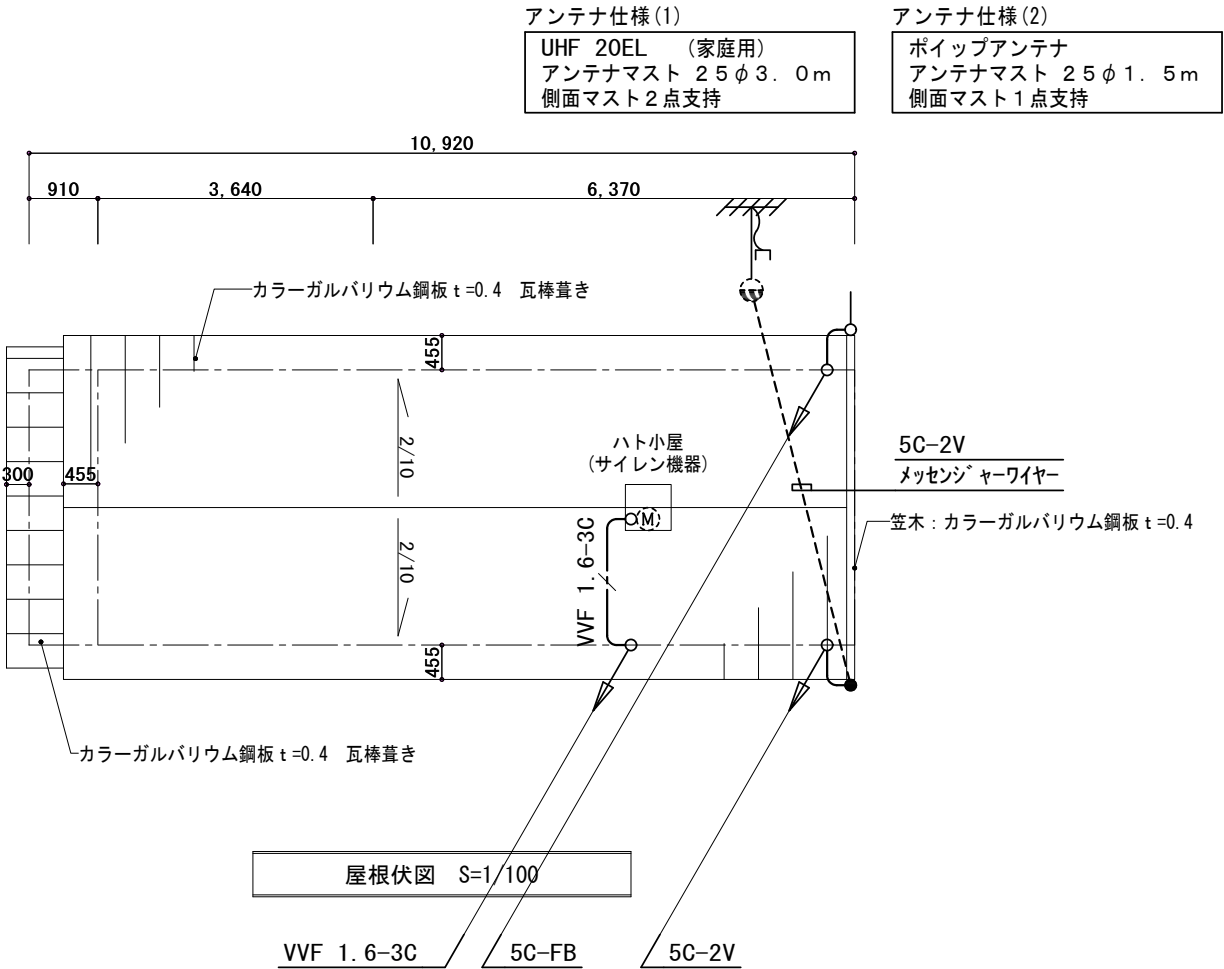 アンテナ仕様(1)
UHF 20EL （家庭用）
アンテナマスト ２５φ３．０ｍ
側面マスト２点支持
アンテナ仕様(2)
ポイップアンテナ
アンテナマスト ２５φ１．５ｍ
側面マスト１点支持
10,920
910
3,640
6,370
カラーガルバリウム鋼板ｔ=0.4 瓦棒葺き
455
2/10
ハト小屋
(サイレン機器)
5C-2V
メッセンジャーワイヤー
300
455
M
笠木：カラーガルバリウム鋼板ｔ=0.4
2/10
VVF 1.6-3C
455
カラーガルバリウム鋼板ｔ=0.4 瓦棒葺き
屋根伏図 S=1/100
VVF 1.6-3C
5C-FB
5C-2V